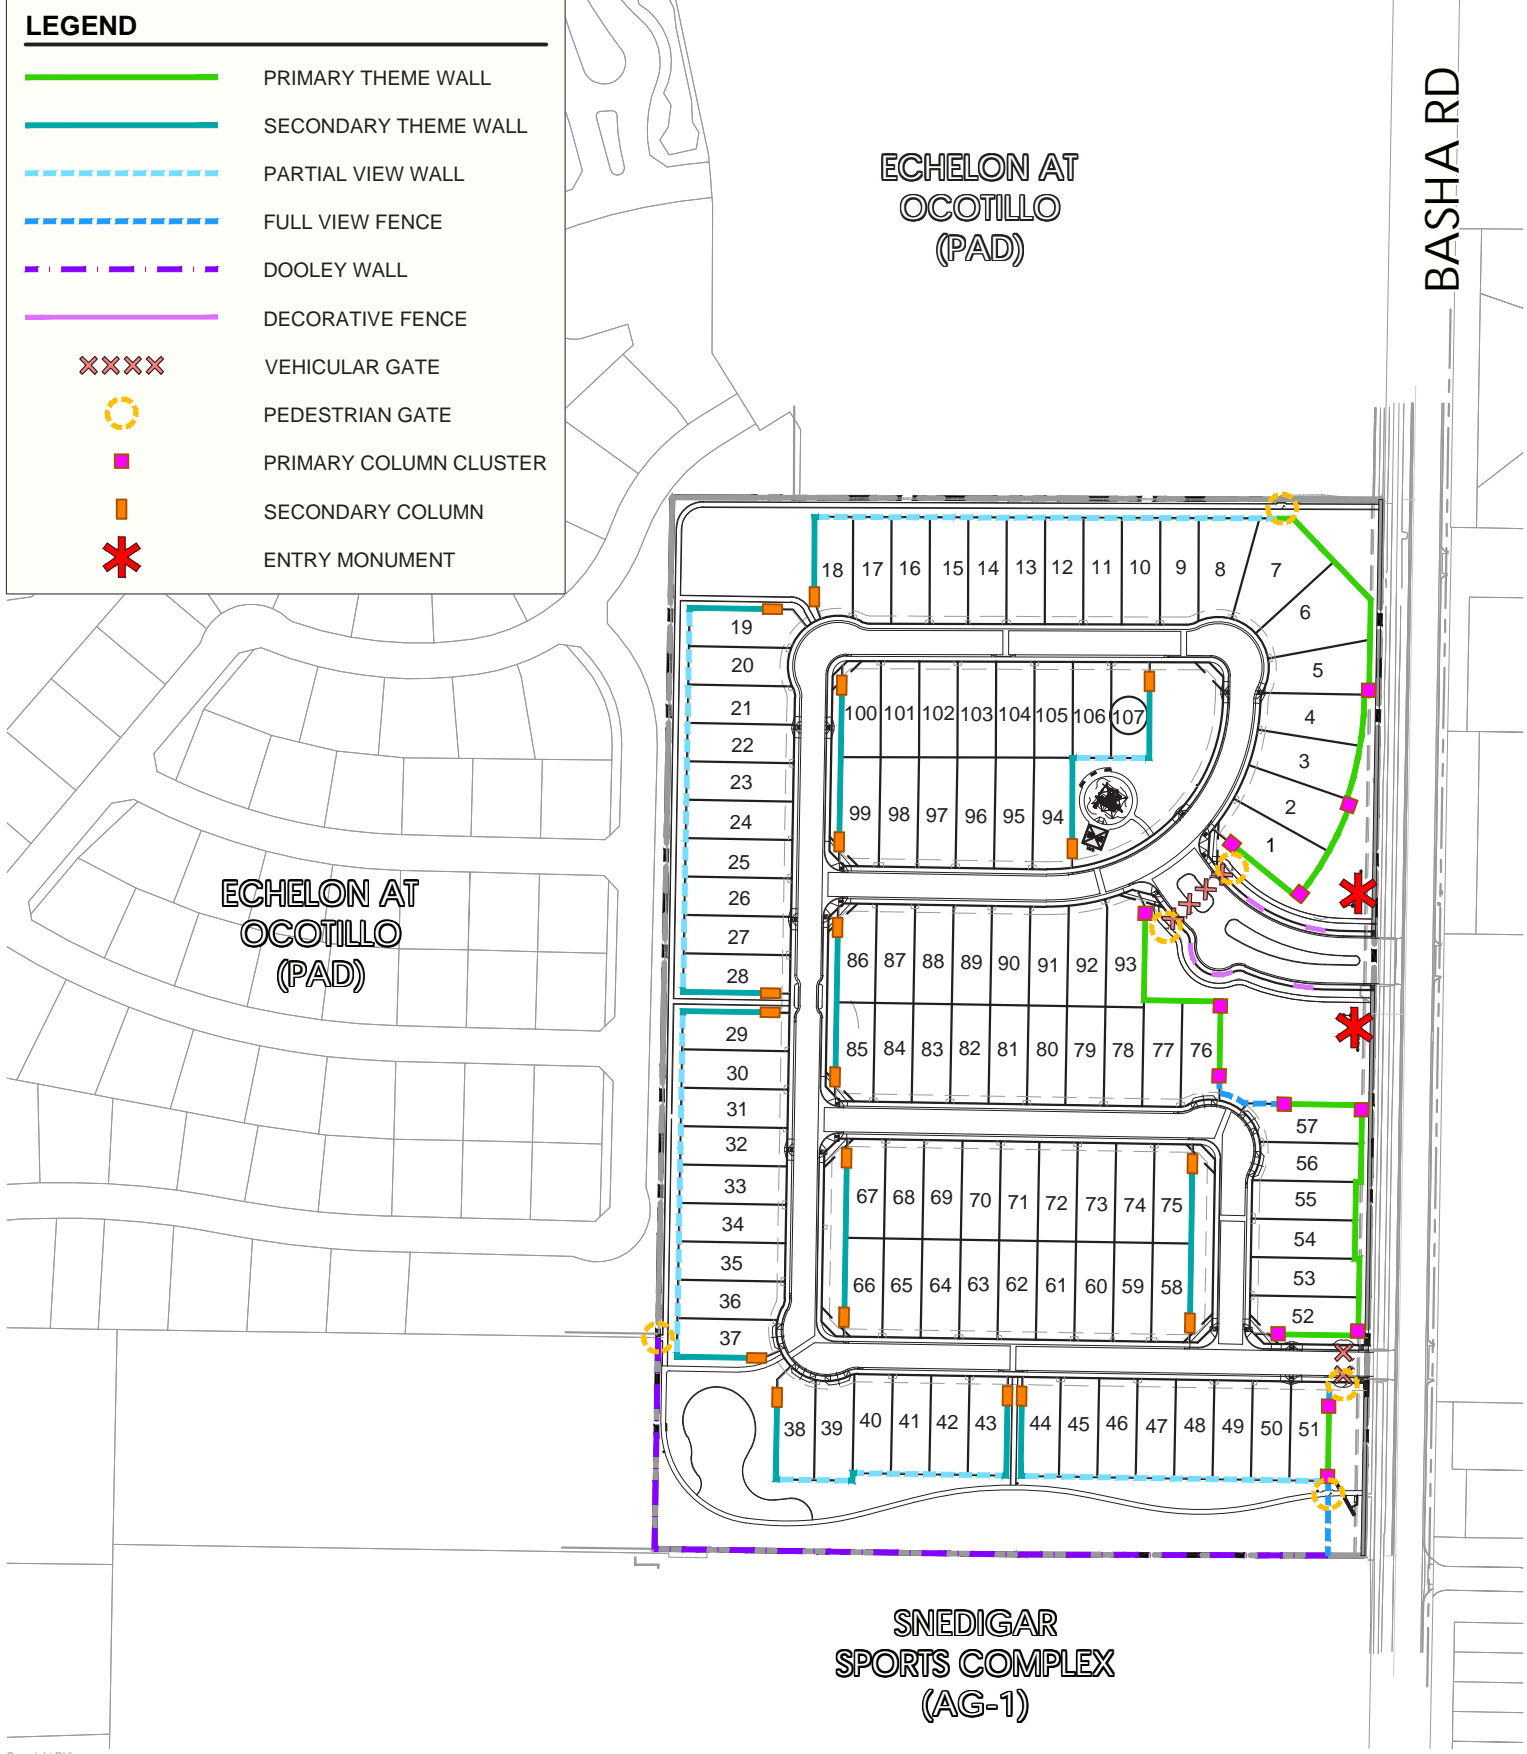 LEGEND
PRIMARY THEME WALL
SECONDARY THEME WALL
PARTIAL VIEW WALL
FULL VIEW FENCE
DOOLEY WALL
DECORATIVE FENCE
VEHICULAR GATE
PEDESTRIAN GATE
PRIMARY COLUMN CLUSTER
SECONDARY COLUMN
ENTRY MONUMENT
BASHA RD
ECHELON AT
OCOTILLO
(PAD)
18 17 16 15 14 13 12 11 10 9 8 7
6
5
4
3
2
1
19
20
21
22
23
24
25
26
27
28
100 101 102 103 104 105 106 107
99 98 97 96 95 94
ECHELON AT
OCOTILLO
(PAD)
86 87 88 89 90 91 92 93
85 84 83 82 81 80 79 78 77 76
29
30
31
32
33
34
35
36
37
57
56
55
54
53
52
67 68 69 70 71 72 73 74 75
66 65 64 63 62 61 60 59 58
38 39 40 41 42 43 44 45 46 47 48 49 50 51
SNEDIGAR
SPORTS COMPLEX
(AG-1)